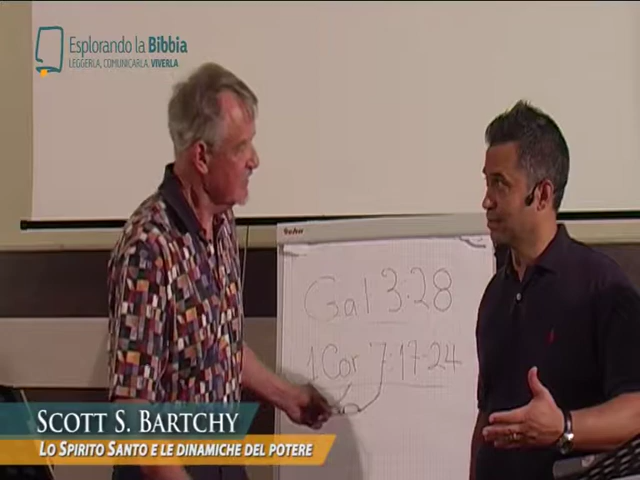 Esplorando la Bibbia
LEGGERLA, COMUNICARLA, VIVERLA
Gal 3:28
1 Cor 7:17-24
SCOTT S. BARTCHY
LO SPIRITO SANTO E LE DINAMICHE DEL POTERE